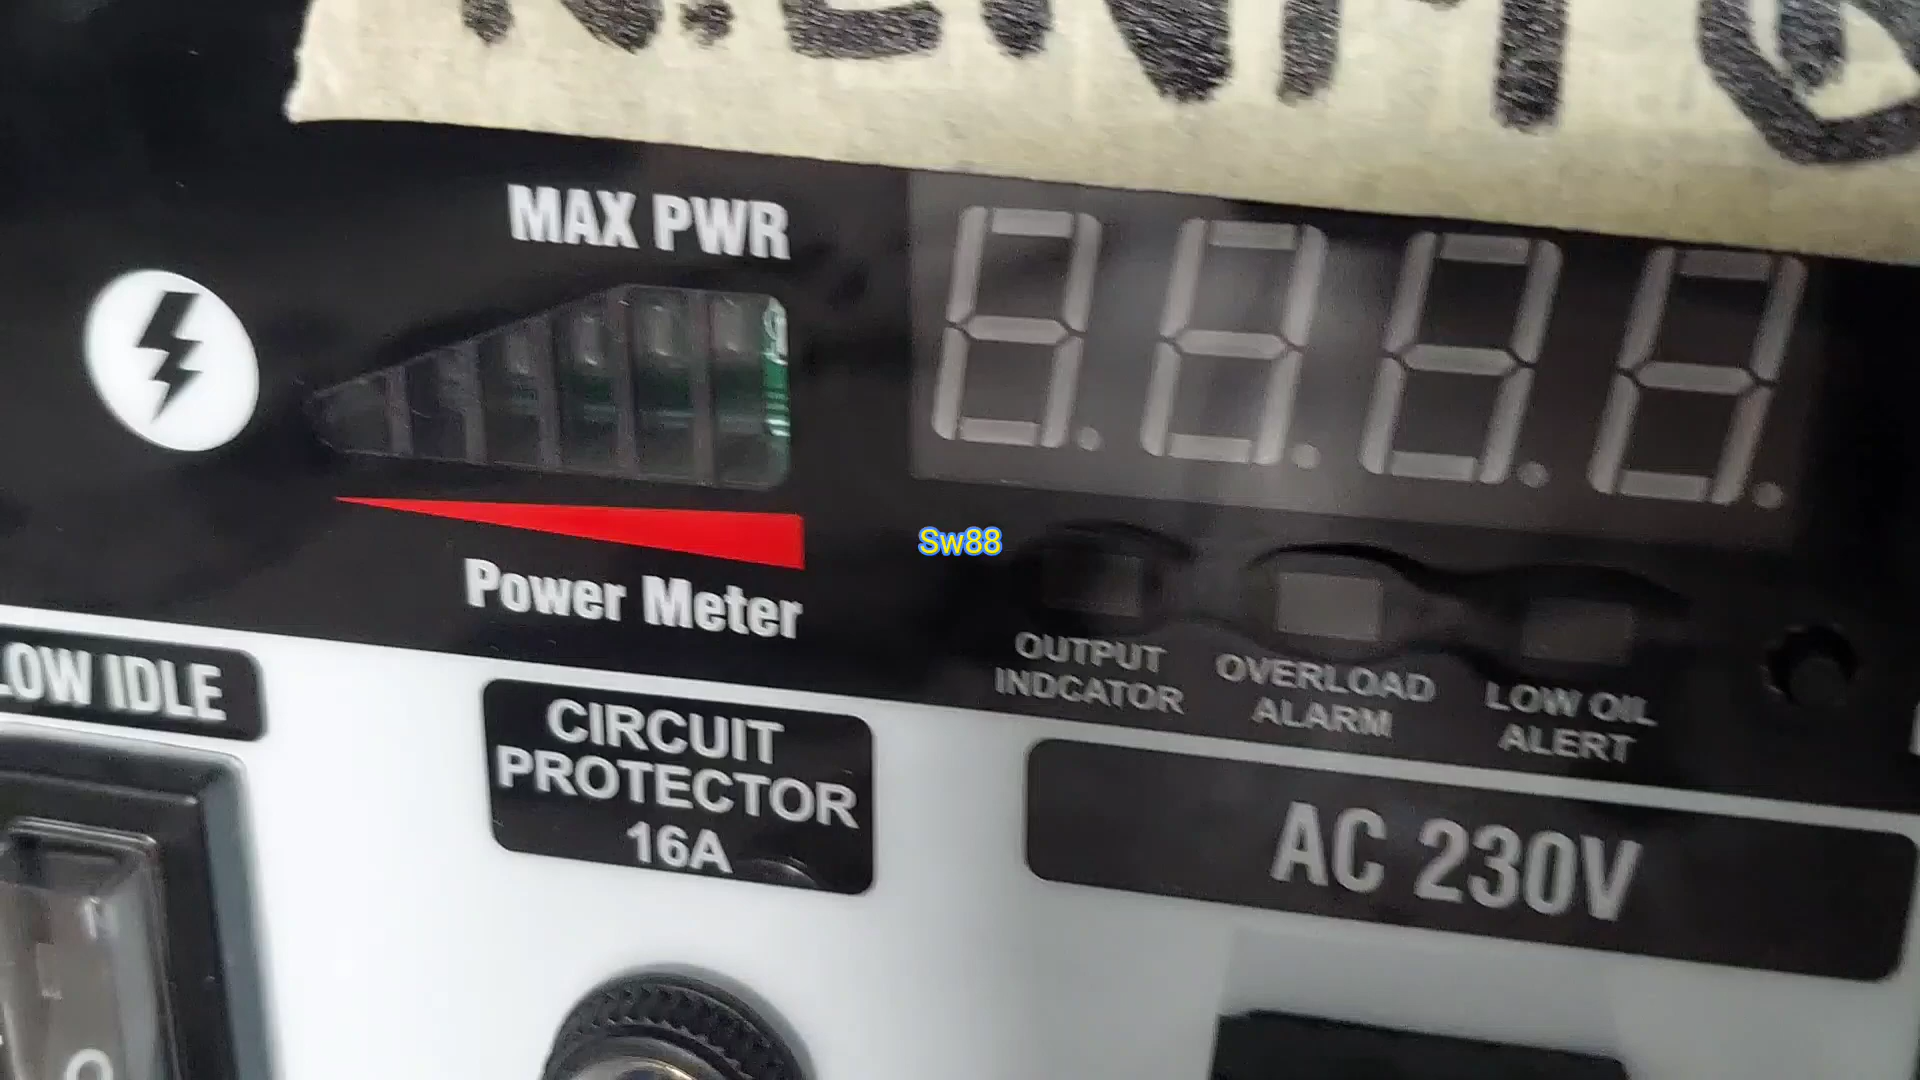 MAX PWR
Power Meter
OUTPUT
INDCATOR
OVERLOAD
ALARM
LOW OIL
ALERT
LOW IDLE
CIRCUIT
PROTECTOR
16A
AC 230V
Sw88